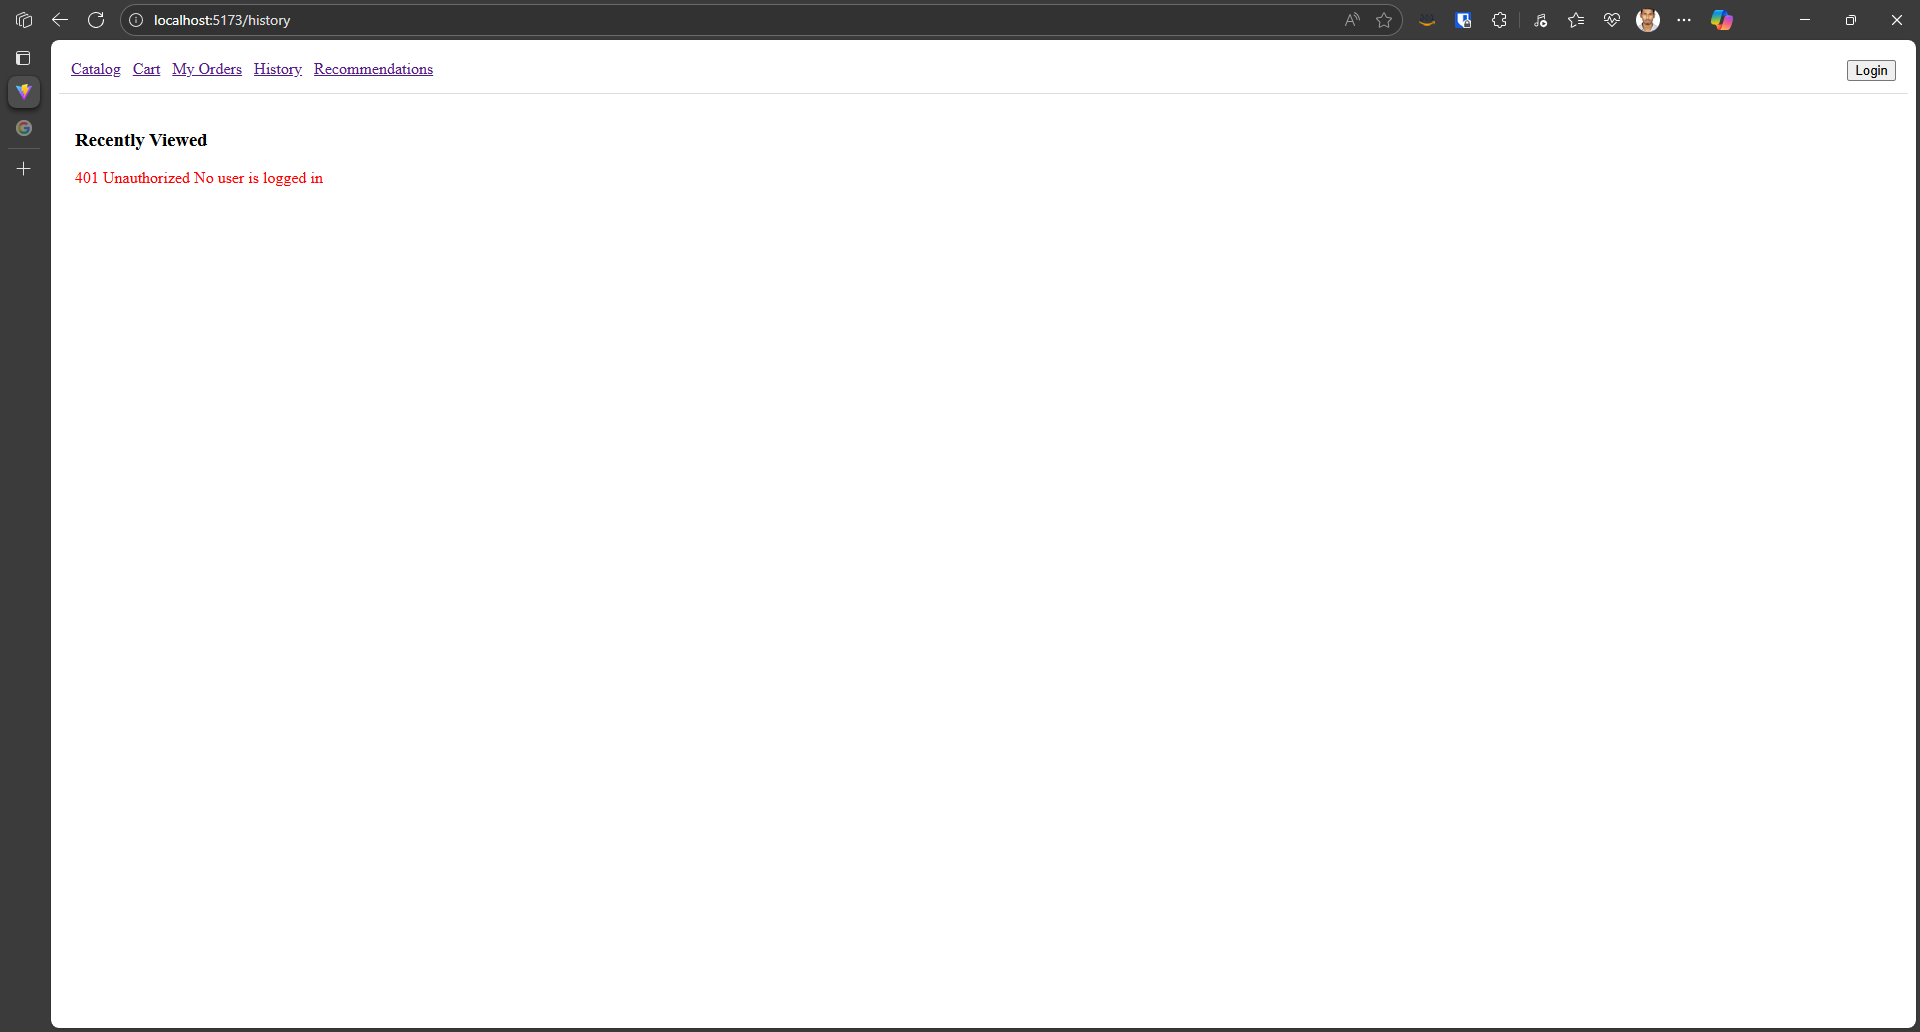 localhost:5173/history
Catalog Cart My Orders History Recommendations Login
Recently Viewed
401 Unauthorized No user is logged in